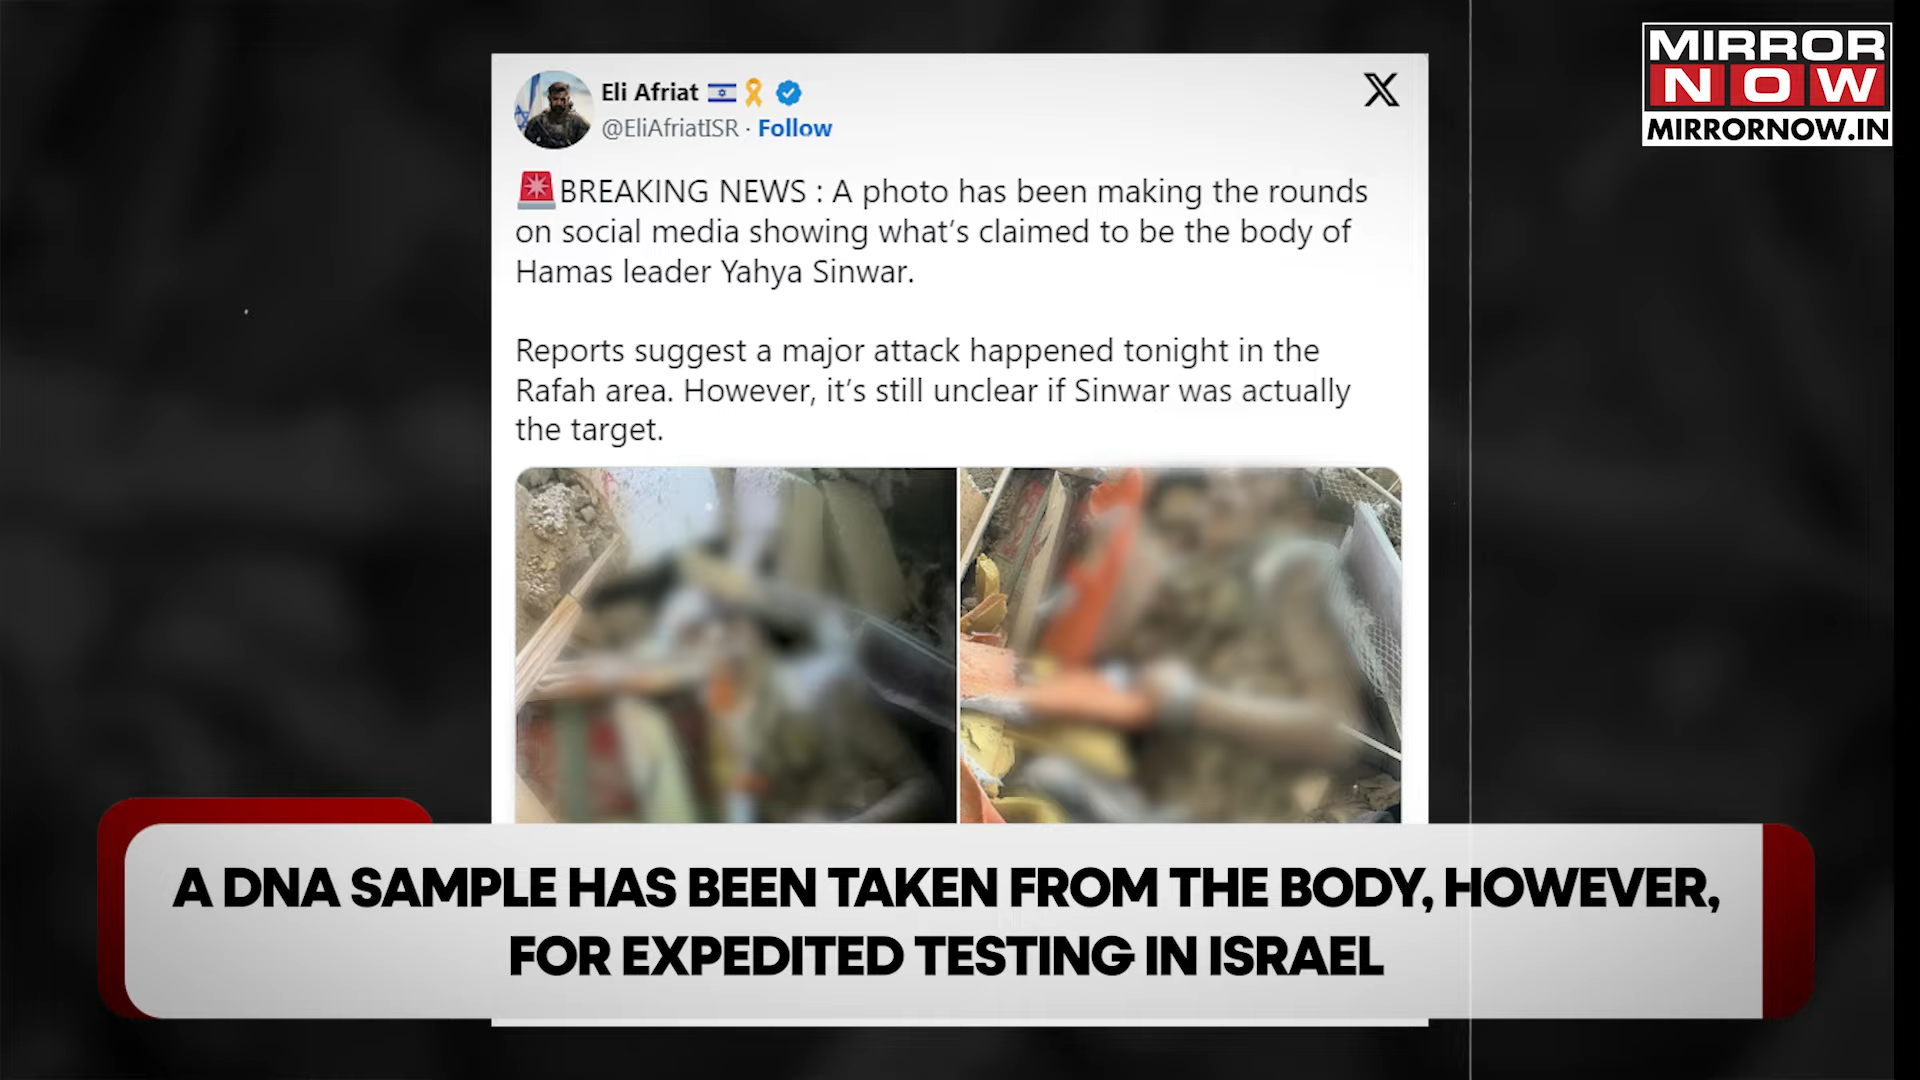 MIRROR
NOW
MIRRORNOW.IN
Eli Afriat
@EliAfriatISR · Follow
BREAKING NEWS : A photo has been making the rounds
on social media showing what's claimed to be the body of
Hamas leader Yahya Sinwar.
Reports suggest a major attack happened tonight in the
Rafah area. However, it's still unclear if Sinwar was actually
the target.
A DNA SAMPLE HAS BEEN TAKEN FROM THE BODY, HOWEVER,
FOR EXPEDITED TESTING IN ISRAEL